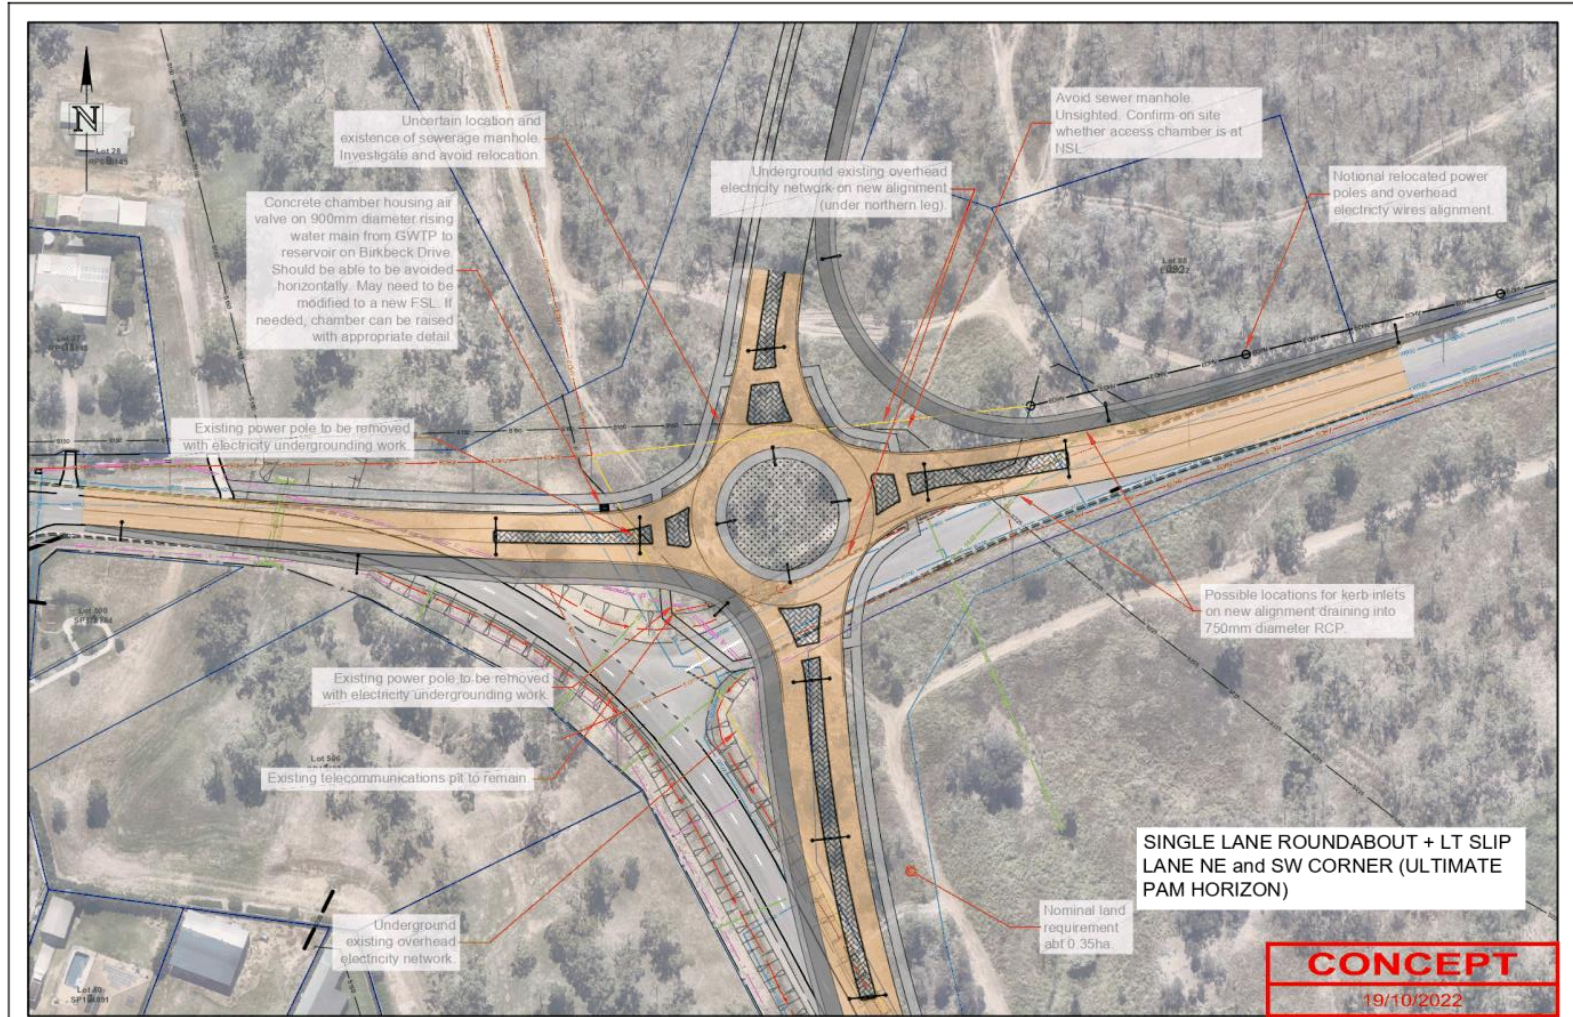 N
Lot 28
Uncertain location and
existence of sewerage manhole.
Investigate and avoid relocation.
Avoid sewer manhole.
Unsighted. Confirm on site
whether access chamber is at
NSL.
Underground existing overhead
electricity network on new alignment
(under northern leg).
Notional relocated power
poles and overhead
electricty wires alignment.
Concrete chamber housing air
valve on 900mm diameter rising
water main from GWTP to
reservoir on Birkbeck Drive.
Should be able to be avoided
horizontally. May need to be
modified to a new FSL. If
needed, chamber can be raised
with appropriate detail.
Existing power pole to be removed
with electricity undergrounding work.
Possible locations for kerb inlets
on new alignment draining into
750mm diameter RCP.
Existing power pole to be removed
with electricity undergrounding work.
Lot 506
Existing telecommunications pit to remain.
SINGLE LANE ROUNDABOUT + LT SLIP
LANE NE and SW CORNER (ULTIMATE
PAM HORIZON)
Nominal land
requirement
abt 0.35ha.
Underground
existing overhead
electricity network.
CONCEPT
19/10/2022